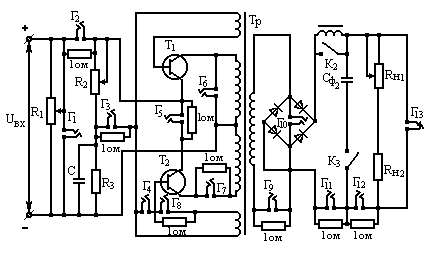 +
Г2
Тр
1ом
R2
Т1
Г6
К2
Сф2
Rн1
Uвх
R1
Г1
Г3
Г5
1ом
П0
Г13
1ом
К3
С
R3
Т2
1ом
Г4
Г7
Г8
Г9
Г11
Г12
Rн2
1ом
1ом
1ом
1ом
−